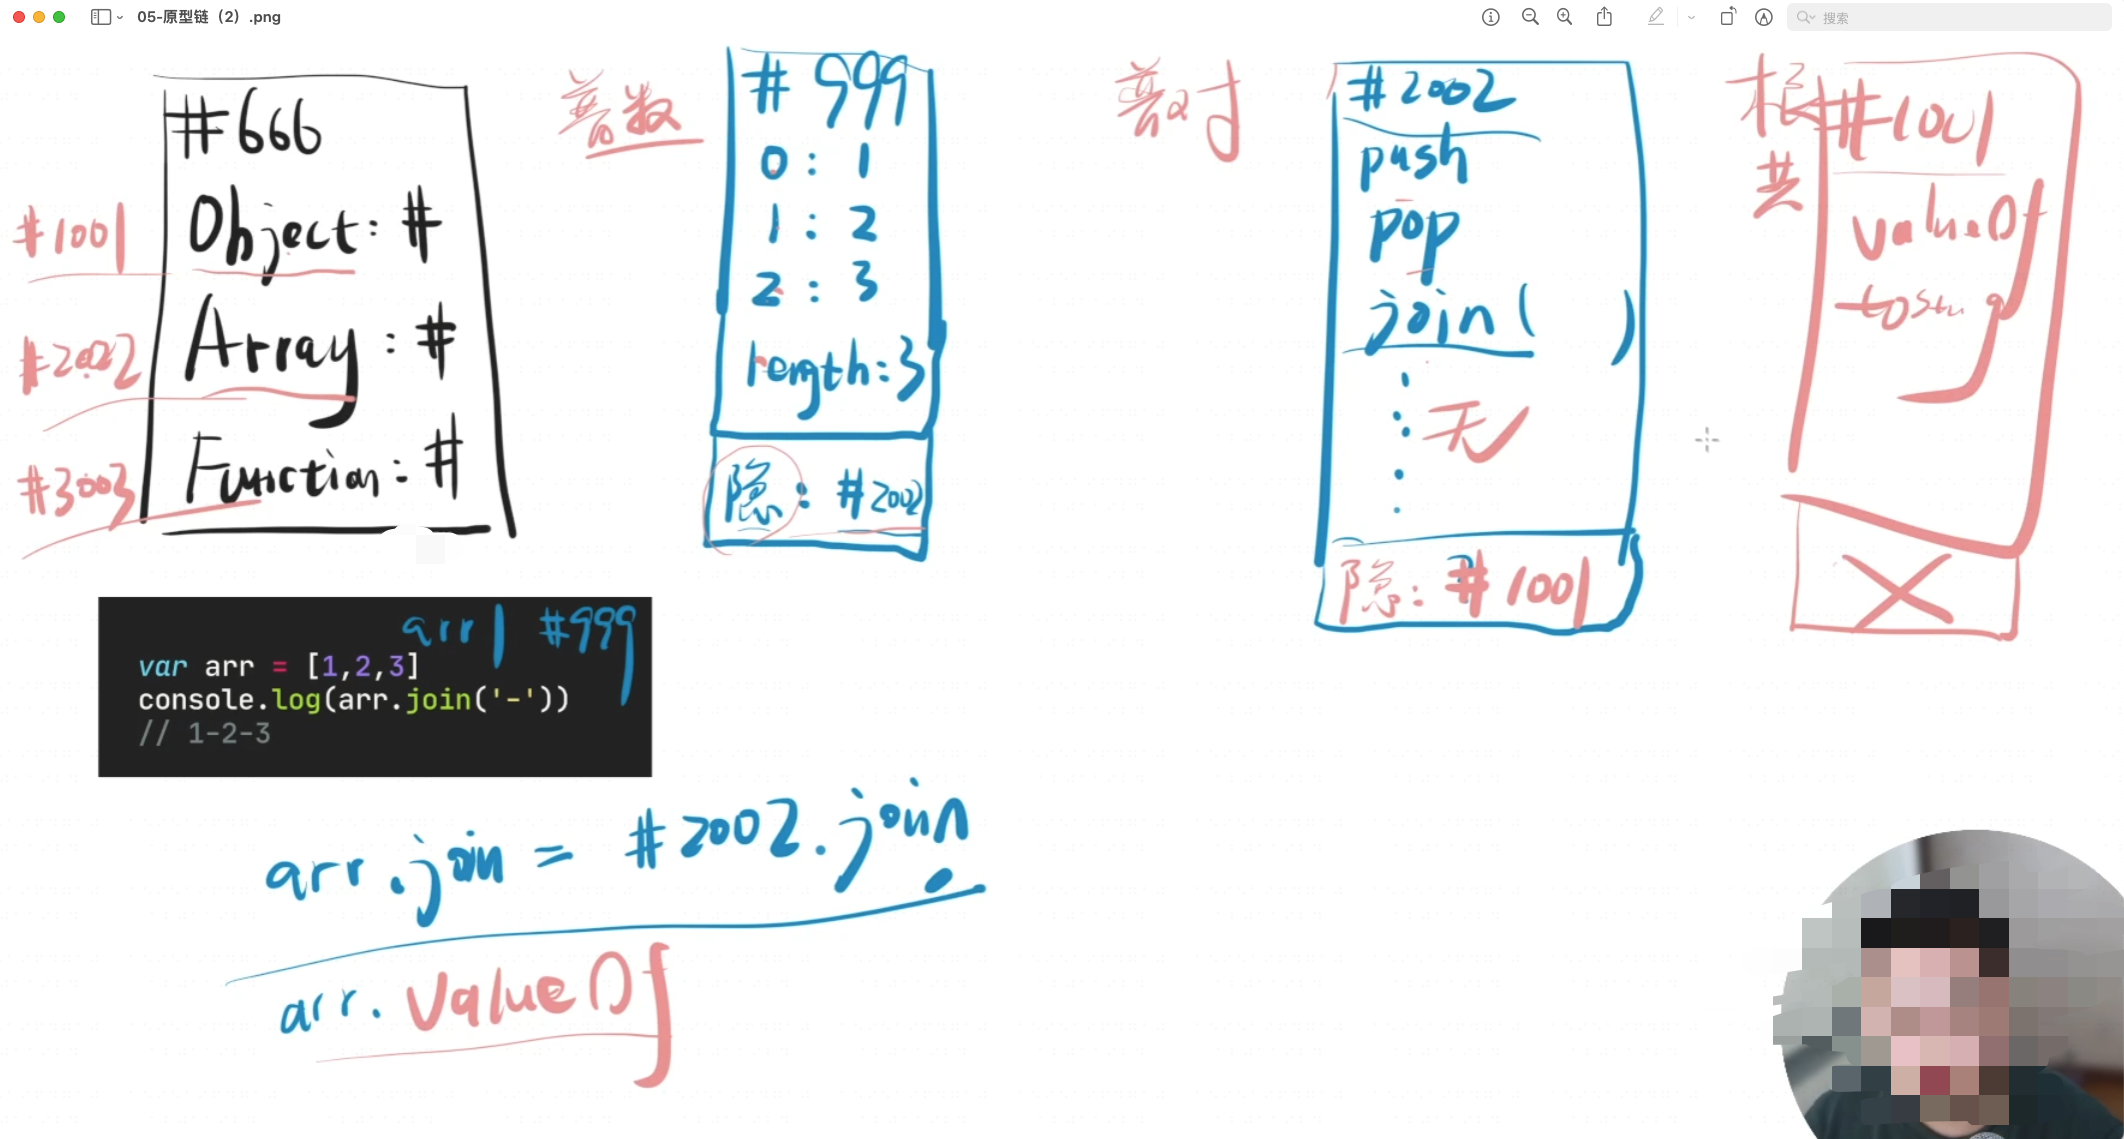 05-原型链（2）.png
搜索
#666
Object: #
Array: #
Function: #
#1001
#2002
#3003
普数
# 999
0 : 1
1 : 2
2 : 3
length:3
隐: #2002
普对
#2002
push
pop
join( )
无
隐: #1001
根
共
#1001
valueOf
arr | #999
var arr = [1,2,3]
console.log(arr.join('-'))
// 1-2-3
arr.join = #2002.join
arr. valueOf